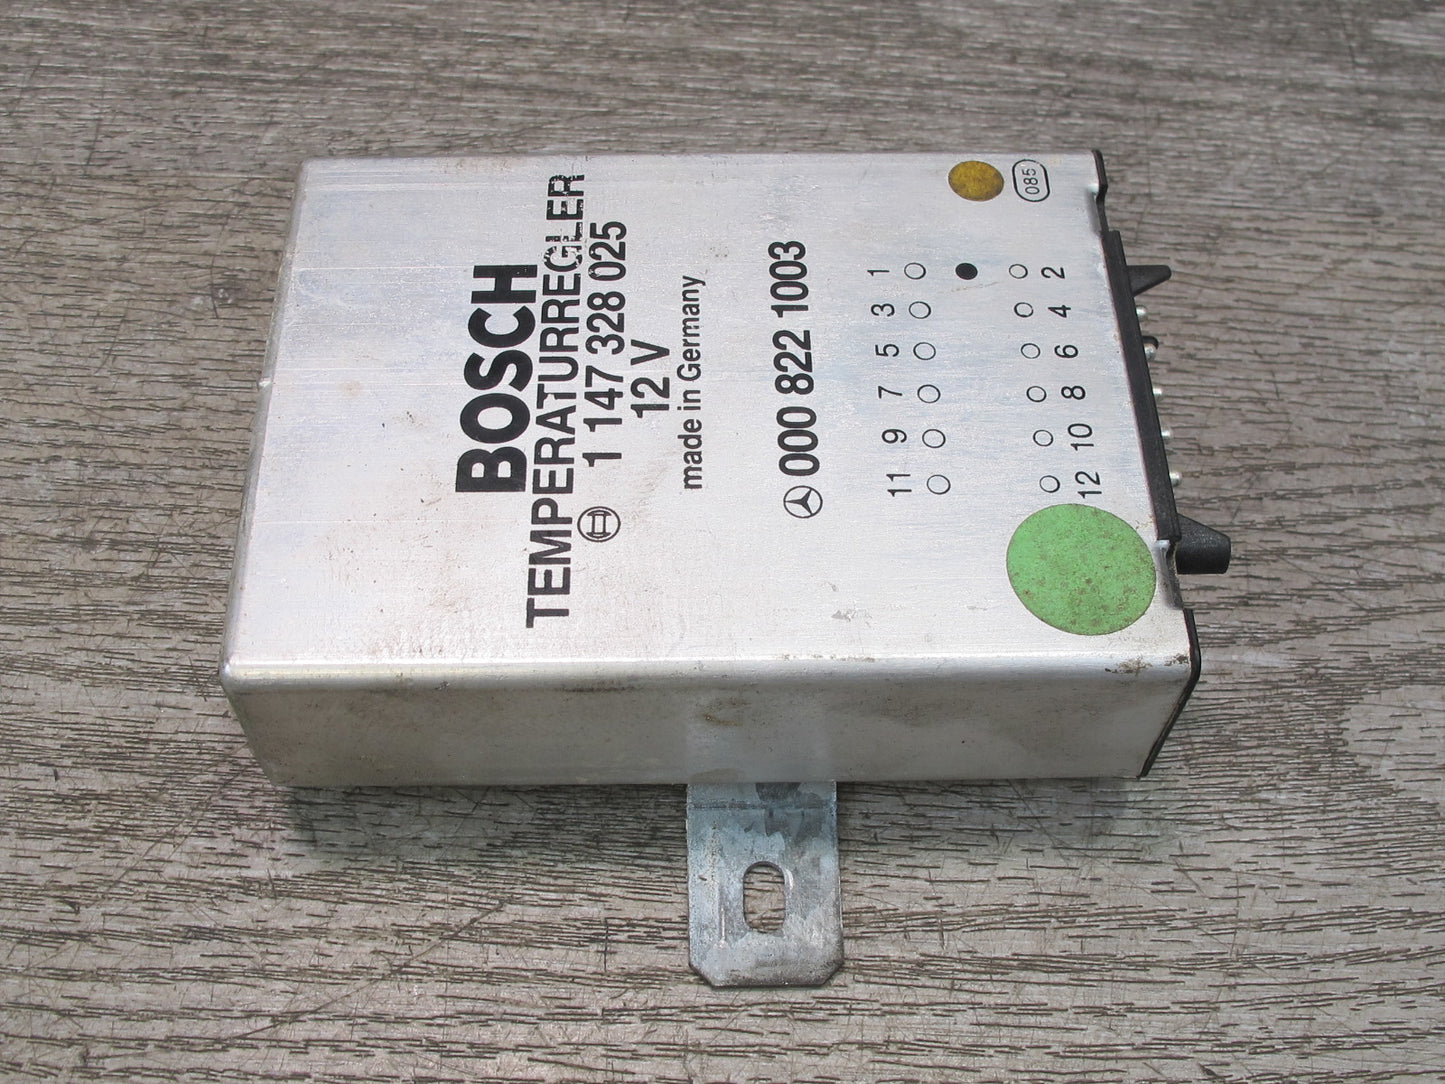 BOSCH
TEMPERATURREGLER
1 147 328 025
12 V
made in Germany
000 822 1003
1 3 5 7 9 11
2 4 6 8 10 12
085